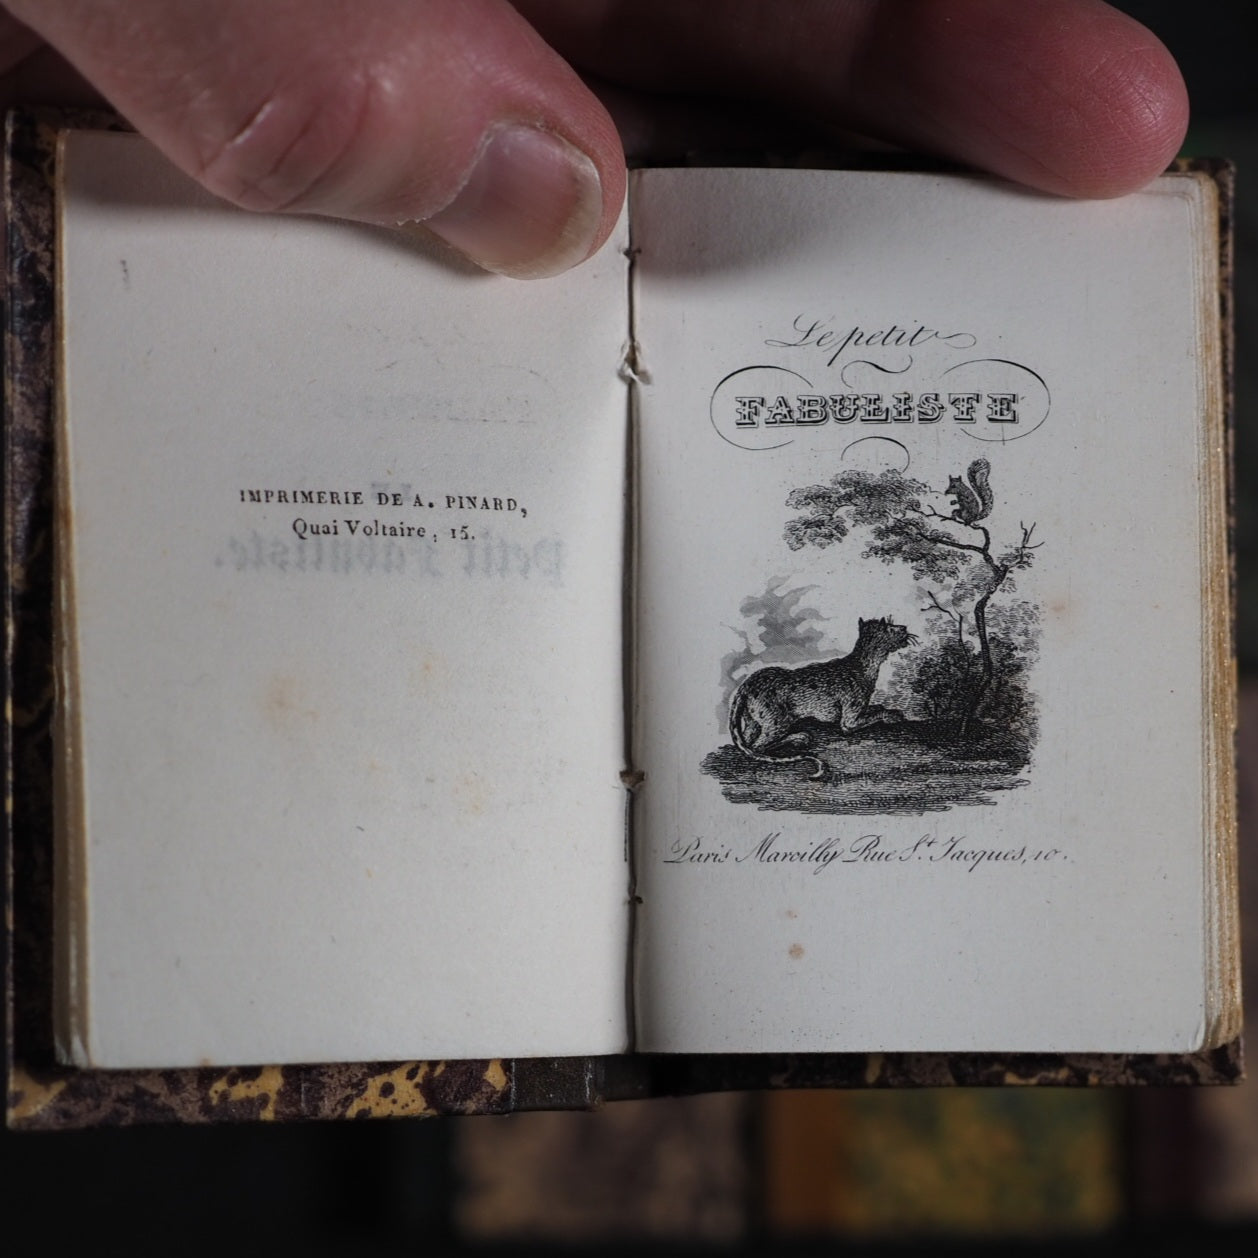 IMPRIMERIE DE A. PINARD,
Quai Voltaire, 15.
Le petit
FABULISTE
Paris Marcilly Rue St. Jacques, 10.